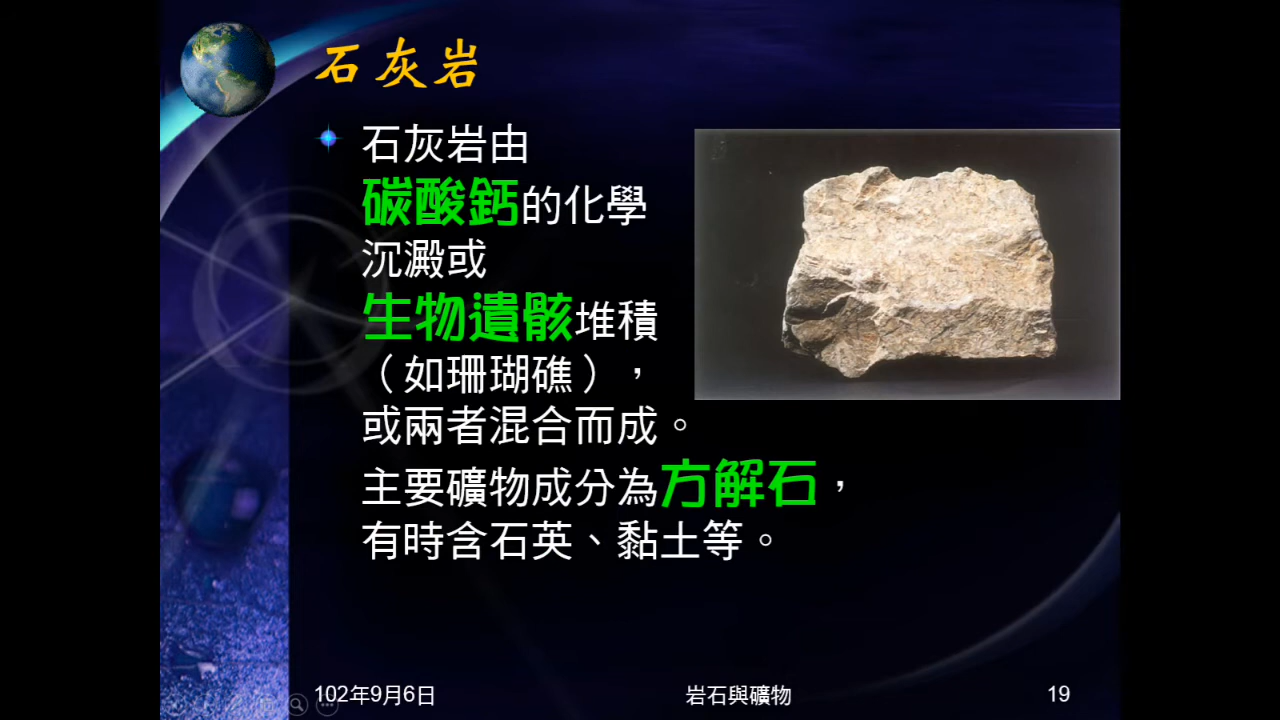 石灰岩
石灰岩由
碳酸鈣的化學
沉澱或
生物遺骸堆積
（如珊瑚礁），
或兩者混合而成。
主要礦物成分為方解石，
有時含石英、黏土等。
102年9月6日
岩石與礦物
19